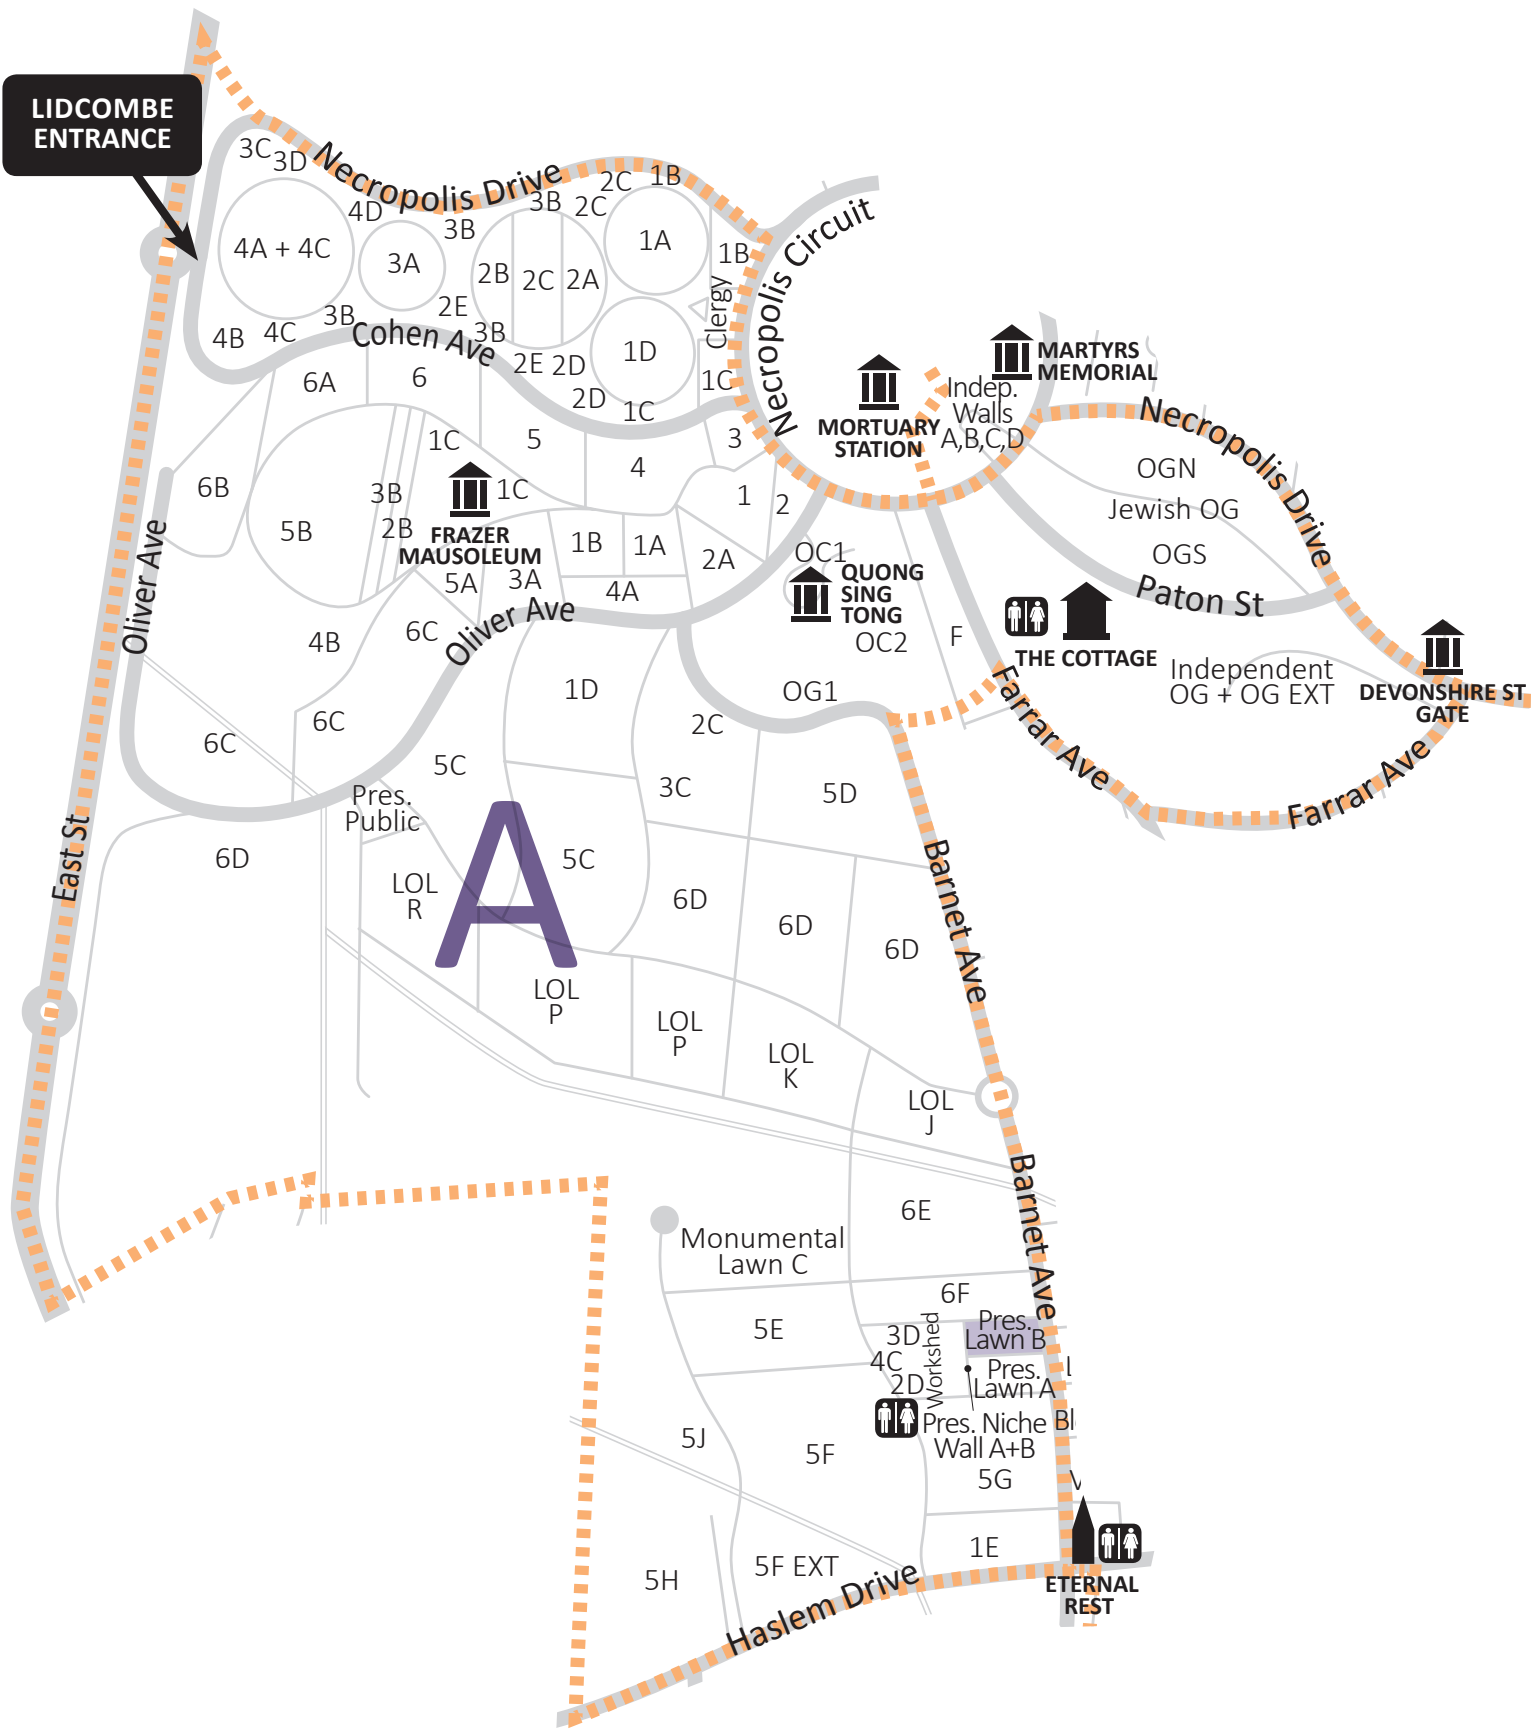 LIDCOMBE
ENTRANCE
Necropolis Drive
3C
3D
4D
3B
3B
2C
2C
1B
4A + 4C
3A
2B
2C
2A
1A
1B
Clergy
Necropolis Circuit
2E
3B
4C
4B
Cohen Ave
3B
2E
2D
1D
2D
1C
1C
MARTYRS
MEMORIAL
Indep.
Walls
A,B,C,D
MORTUARY
STATION
Necropolis Drive
6A
6
1C
5
4
3
6B
5B
3B
2B
1C
FRAZER
MAUSOLEUM
1B
1A
1
2
2A
OGN
Jewish OG
OGS
Paton St
OC1
QUONG
SING
TONG
OC2
F
THE COTTAGE
5A
3A
4A
Oliver Ave
Oliver Ave
4B
6C
6C
6C
1D
OG1
2C
Independent
OG + OG EXT
DEVONSHIRE ST
GATE
Farrar Ave
Farrar Ave
5C
3C
5D
Pres.
Public
6D
East St
LOL
R
A
5C
6D
6D
6D
Barnet Ave
LOL
P
LOL
P
LOL
K
LOL
J
Barnet Ave
6E
Monumental
Lawn C
6F
5E
3D
4C
2D
Workshed
Pres.
Lawn B
Pres.
Lawn A
Pres. Niche
Wall A+B
Bl
5J
5F
5G
1E
5H
5F EXT
Haslem Drive
ETERNAL
REST